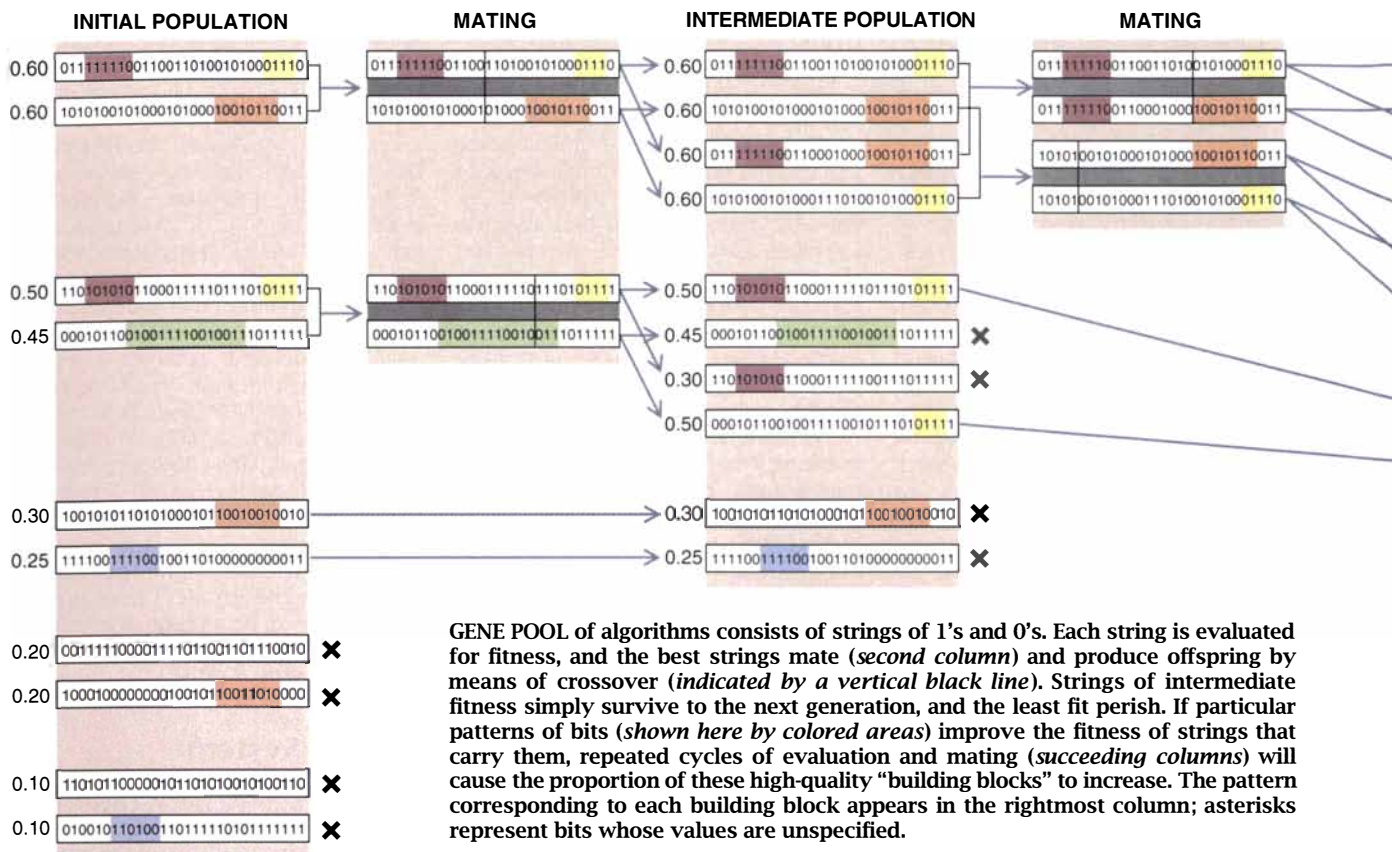 INITIAL POPULATION
0.60 011111110011001101001010001110
0.60 101010010100010100010010110011
0.50 110101010110001111101110101111
0.45 000101100100111100100111011111
0.30 100101011010100010110010010010
0.25 111100111100100110100000000011
0.20 001111100001111011001101110010
0.20 100010000000010010110011010000
0.10 110101100000101101010010100110
0.10 010010110100110111110101111111
MATING
011111110011001101001010001110
101010010100010100010010110011
110101010110001111101110101111
000101100100111100100111011111
INTERMEDIATE POPULATION
0.60 011111110011001101001010001110
0.60 101010010100010100010010110011
0.60 011111110011000100010010110011
0.60 101010010100011101001010001110
0.50 110101010110001111101110101111
0.45 000101100100111100100111011111
0.30 110101010110001111100111011111
0.50 000101100100111100101110101111
0.30 100101011010100010110010010010
0.25 111100111100100110100000000011
MATING
011111110011001101001010001110
011111110011000100010010110011
101010010100010100010010110011
101010010100011101001010001110
GENE POOL of algorithms consists of strings of 1's and 0's. Each string is evaluated
for fitness, and the best strings mate (second column) and produce offspring by
means of crossover (indicated by a vertical black line). Strings of intermediate
fitness simply survive to the next generation, and the least fit perish. If particular
patterns of bits (shown here by colored areas) improve the fitness of strings that
carry them, repeated cycles of evaluation and mating (succeeding columns) will
cause the proportion of these high-quality “building blocks” to increase. The pattern
corresponding to each building block appears in the rightmost column; asterisks
represent bits whose values are unspecified.